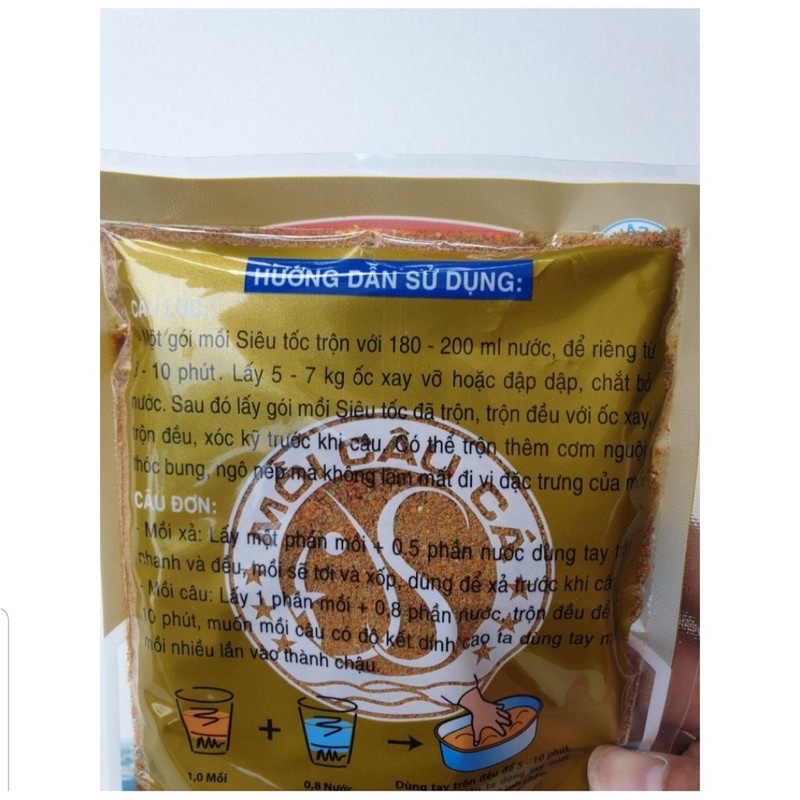 HƯỚNG DẪN SỬ DỤNG:
CÂU LỤC:
- Một gói mồi Siêu tốc trộn với 180 - 200 ml nước, để riêng từ
- 10 phút. Lấy 5 - 7 kg ốc xay vỡ hoặc đập dập, chắt bỏ
nước. Sau đó lấy gói mồi Siêu tốc đã trộn, trộn đều với ốc xay,
trộn đều, xóc kỹ trước khi câu. Có thể trộn thêm cơm nguội
thóc bung, ngô nếp mà không làm mất đi vị đặc trưng của
MỒI CÂU CÁ
CÂU ĐƠN:
- Mồi xả: Lấy một phần mồi + 0,5 phần nước dùng tay
nhanh và đều, mồi sẽ tơi và xốp, dùng để xả trước khi
- Mồi câu: Lấy 1 phần mồi + 0,8 phần nước, trộn đều để
10 phút, muốn mồi câu có độ kết dính cao ta dùng tay
mồi nhiều lần vào thành chậu.
1,0 Mồi
+
0,8 Nước
Dùng tay trộn đều để 5 - 10 phút,